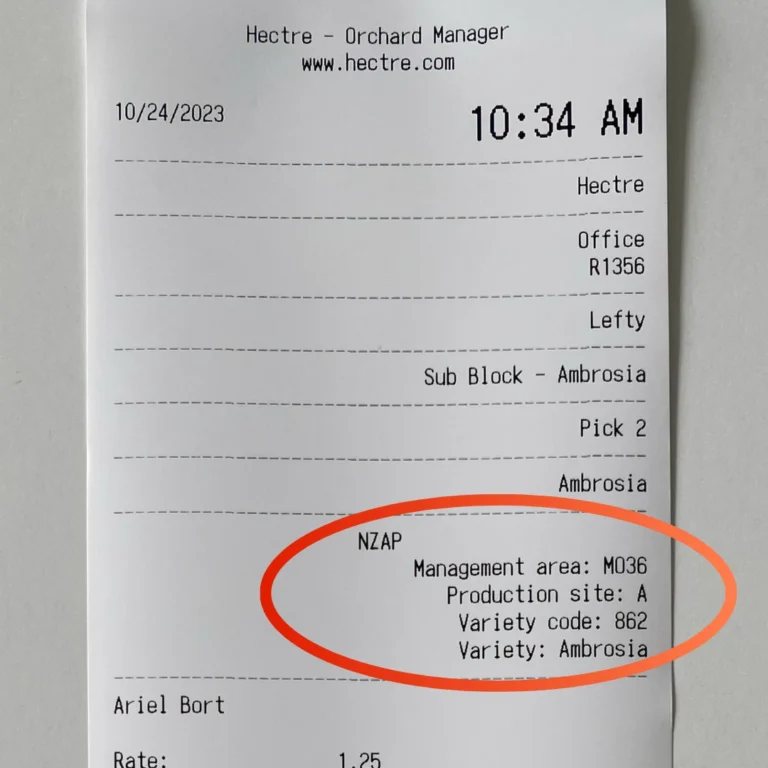 Hectre - Orchard Manager
www.hectre.com
10/24/2023 10:34 AM
Hectre
Office
R1356
Lefty
Sub Block - Ambrosia
Pick 2
Ambrosia
NZAP
Management area: M036
Production site: A
Variety code: 862
Variety: Ambrosia
Ariel Bort
Rate: 1.25